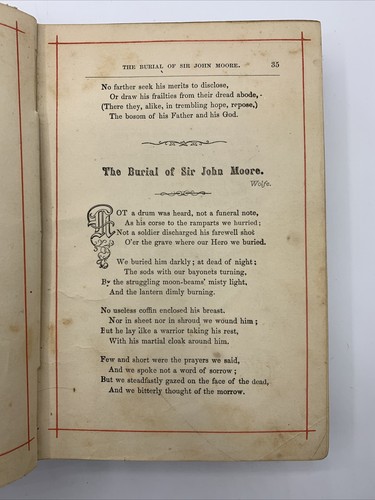 THE BURIAL OF SIR JOHN MOORE. 35
No farther seek his merits to disclose,
Or draw his frailties from their dread abode,
(There they, alike, in trembling hope, repose,)
The bosom of his Father and his God.
The Burial of Sir John Moore.
Wolfe.
NOT a drum was heard, not a funeral note,
As his corse to the ramparts we hurried;
Not a soldier discharged his farewell shot
O'er the grave where our Hero we buried.
We buried him darkly; at dead of night;
The sods with our bayonets turning,
By the struggling moon-beams' misty light,
And the lantern dimly burning.
No useless coffin enclosed his breast.
Nor in sheet nor in shroud we wound him;
But he lay like a warrior taking his rest,
With his martial cloak around him.
Few and short were the prayers we said,
And we spoke not a word of sorrow;
But we steadfastly gazed on the face of the dead,
And we bitterly thought of the morrow.